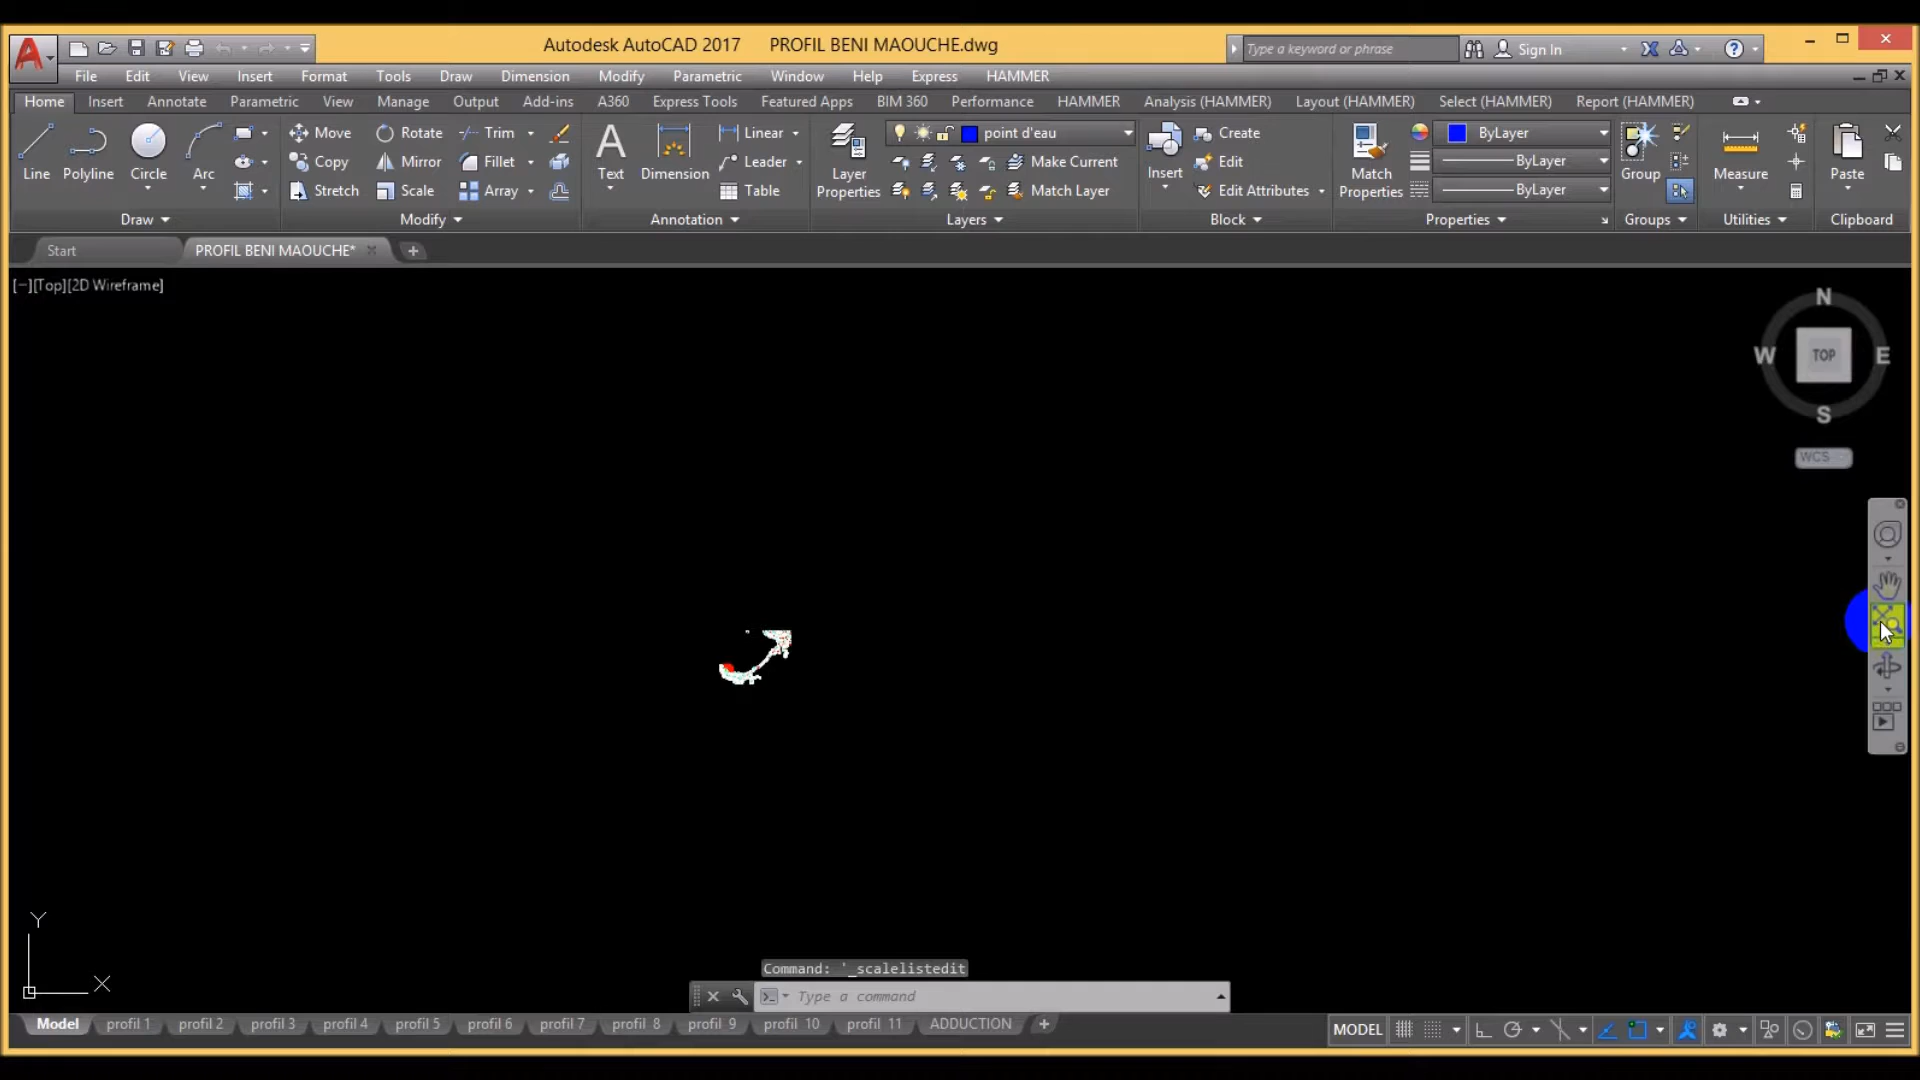 Autodesk AutoCAD 2017 PROFIL BENI MAOUCHE.dwg
Type a keyword or phrase
Sign In
File Edit View Insert Format Tools Draw Dimension Modify Parametric Window Help Express HAMMER
Home Insert Annotate Parametric View Manage Output Add-ins A360 Express Tools Featured Apps BIM 360 Performance HAMMER Analysis (HAMMER) Layout (HAMMER) Select (HAMMER) Report (HAMMER)
Line
Polyline
Circle
Arc
Draw
Move Rotate Trim
Copy Mirror Fillet
Stretch Scale Array
Modify
Text
Dimension
Linear
Leader
Table
Annotation
Layer
Properties
point d'eau
Make Current
Match Layer
Layers
Insert
Create
Edit
Edit Attributes
Block
Match
Properties
ByLayer
ByLayer
ByLayer
Properties
Group
Groups
Measure
Utilities
Paste
Clipboard
Start PROFIL BENI MAOUCHE*
[−][Top][2D Wireframe]
N
W TOP E
S
WCS
Y
X
Command: '_scalelistedit
Type a command
Model profil 1 profil 2 profil 3 profil 4 profil 5 profil 6 profil 7 profil 8 profil 9 profil 10 profil 11 ADDUCTION
MODEL